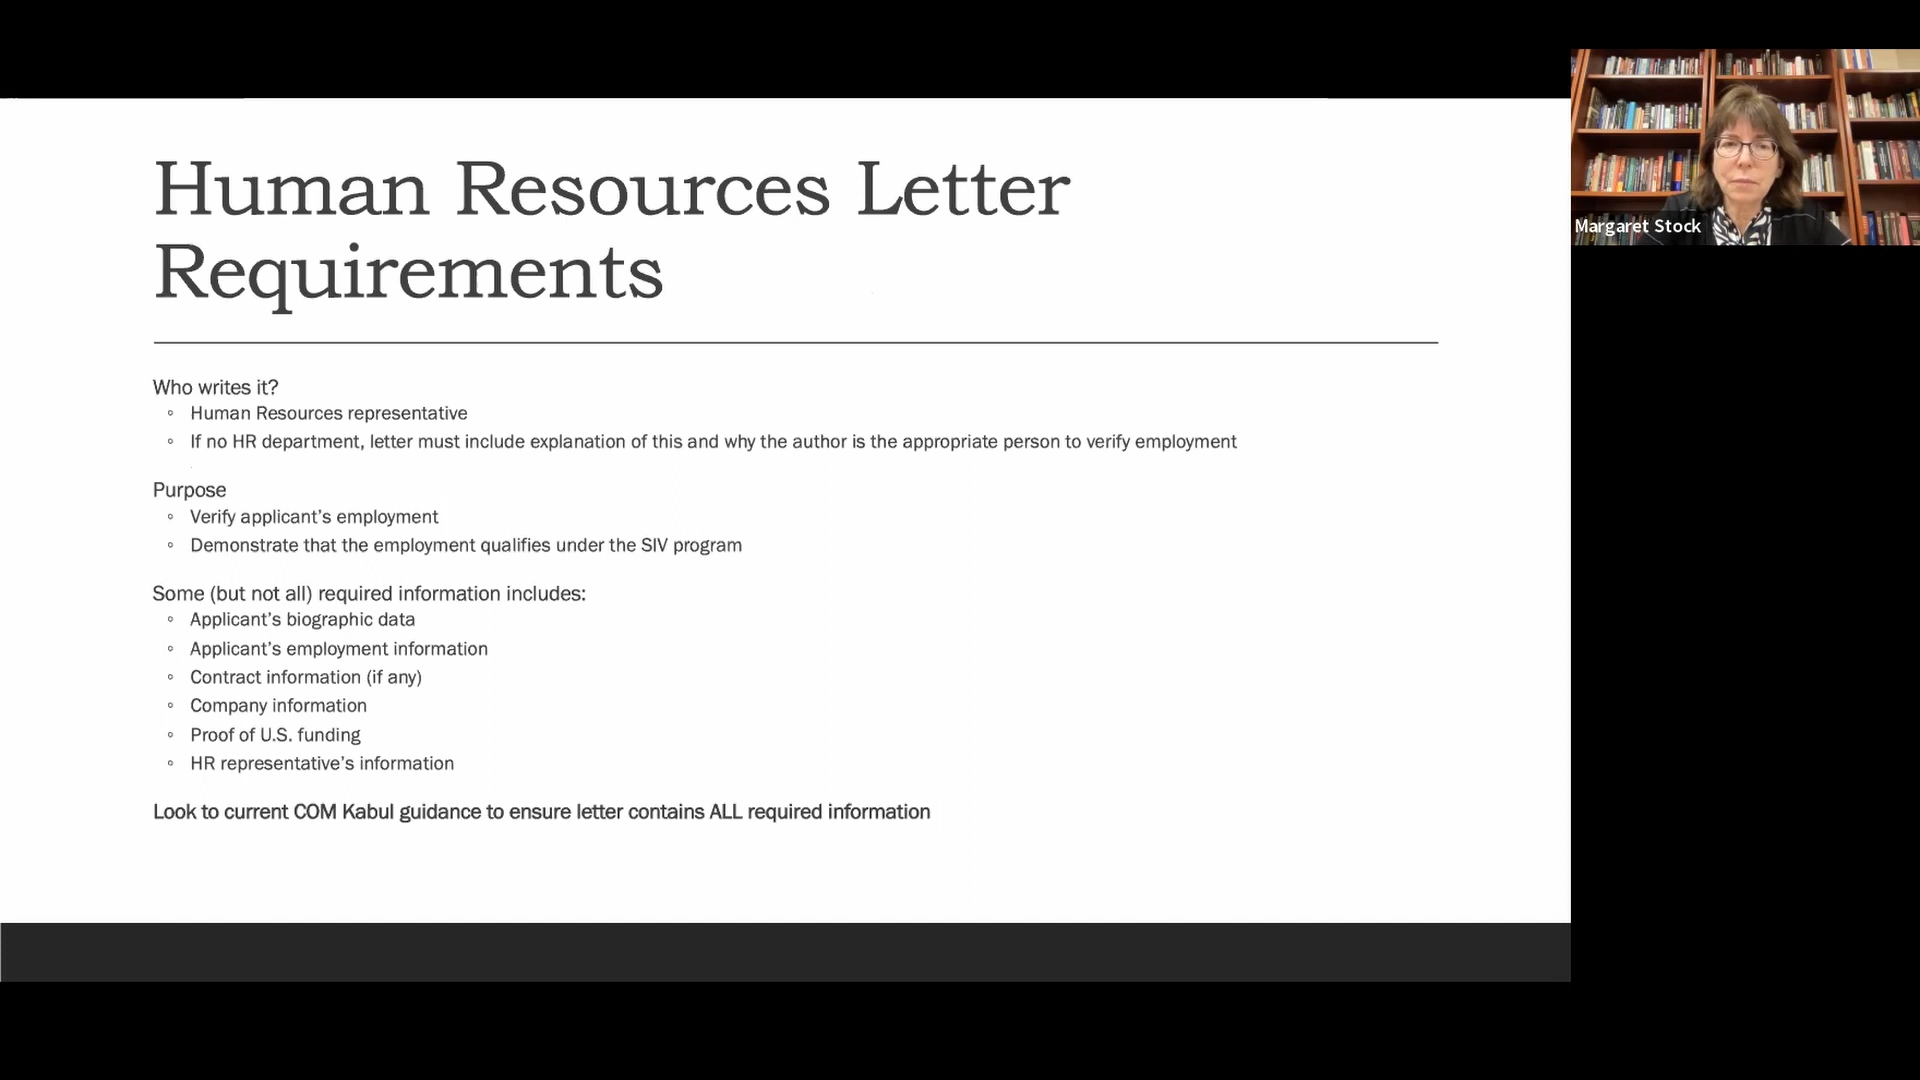 Human Resources Letter
Requirements
Who writes it?
◦ Human Resources representative
◦ If no HR department, letter must include explanation of this and why the author is the appropriate person to verify employment
Purpose
◦ Verify applicant’s employment
◦ Demonstrate that the employment qualifies under the SIV program
Some (but not all) required information includes:
◦ Applicant’s biographic data
◦ Applicant’s employment information
◦ Contract information (if any)
◦ Company information
◦ Proof of U.S. funding
◦ HR representative’s information
Look to current COM Kabul guidance to ensure letter contains ALL required information
Margaret Stock